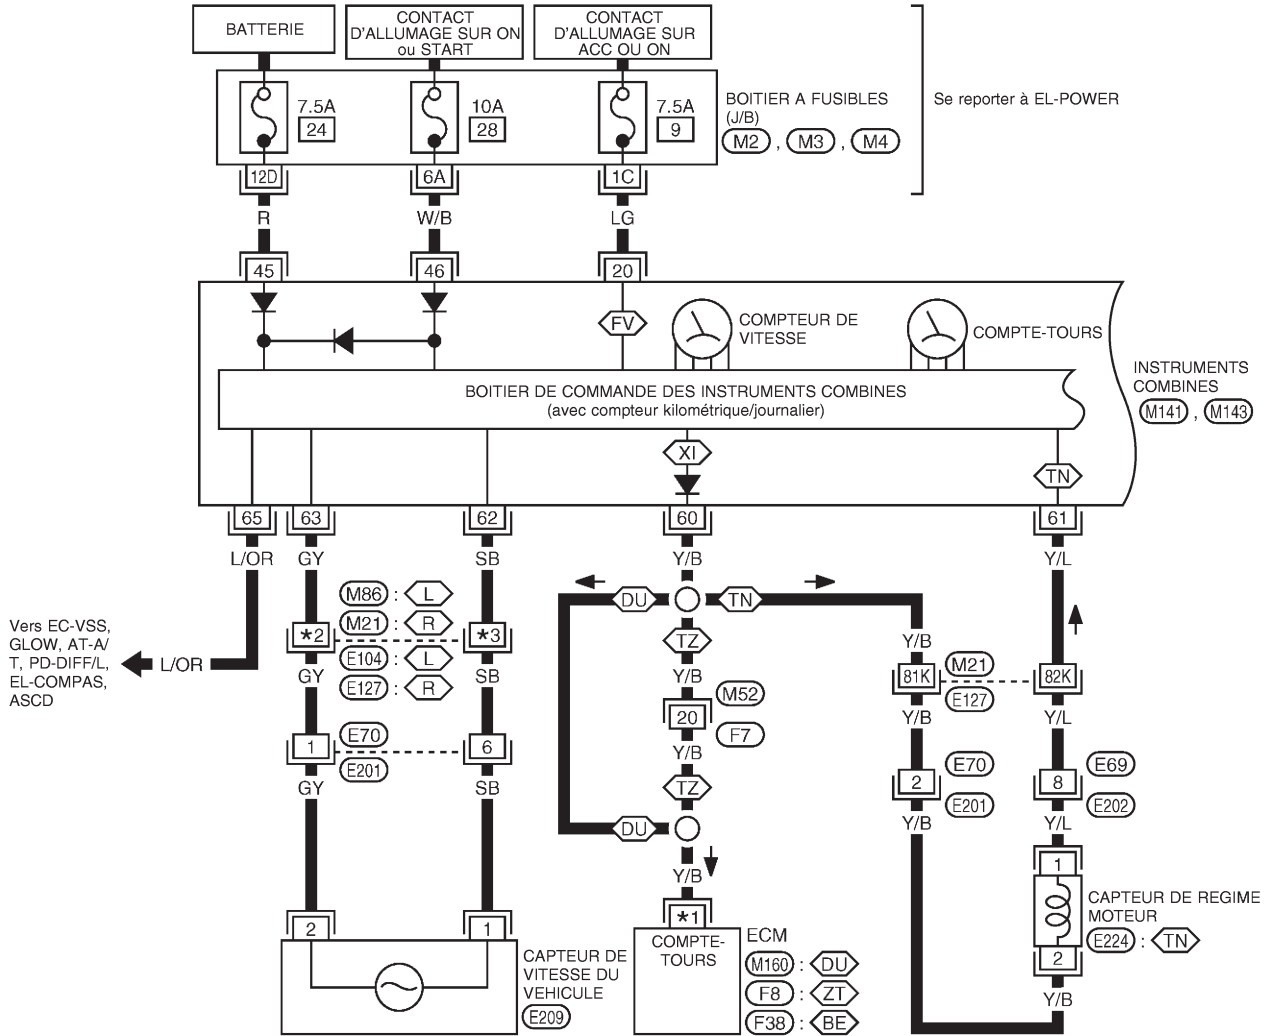 BATTERIE
CONTACT
D'ALLUMAGE SUR ON
ou START
CONTACT
D'ALLUMAGE SUR
ACC OU ON
7.5A
24
10A
28
7.5A
9
BOITIER A FUSIBLES
(J/B)
M2 , M3 , M4
Se reporter à EL-POWER
12D
6A
1C
R
W/B
LG
45
46
20
FV
COMPTEUR DE
VITESSE
COMPTE-TOURS
BOITIER DE COMMANDE DES INSTRUMENTS COMBINES
(avec compteur kilométrique/journalier)
INSTRUMENTS
COMBINES
M141 , M143
XI
TN
65
63
62
60
61
L/OR
GY
SB
Y/B
Y/L
M86 : L
M21 : R
E104 : L
E127 : R
*2
*3
DU
TN
TZ
Vers EC-VSS,
GLOW, AT-A/
T, PD-DIFF/L,
EL-COMPAS,
ASCD
L/OR
GY
SB
Y/B
Y/B
81K
M21
E127
82K
20
M52
F7
Y/B
Y/L
1
E70
E201
6
Y/B
GY
SB
TZ
2
E70
E201
8
E69
E202
DU
Y/B
Y/L
Y/B
1
*1
2
1
CAPTEUR DE REGIME
MOTEUR
E224 : TN
2
Y/B
COMPTE-
TOURS
ECM
M160 : DU
F8 : ZT
F38 : BE
CAPTEUR DE
VITESSE DU
VEHICULE
E209